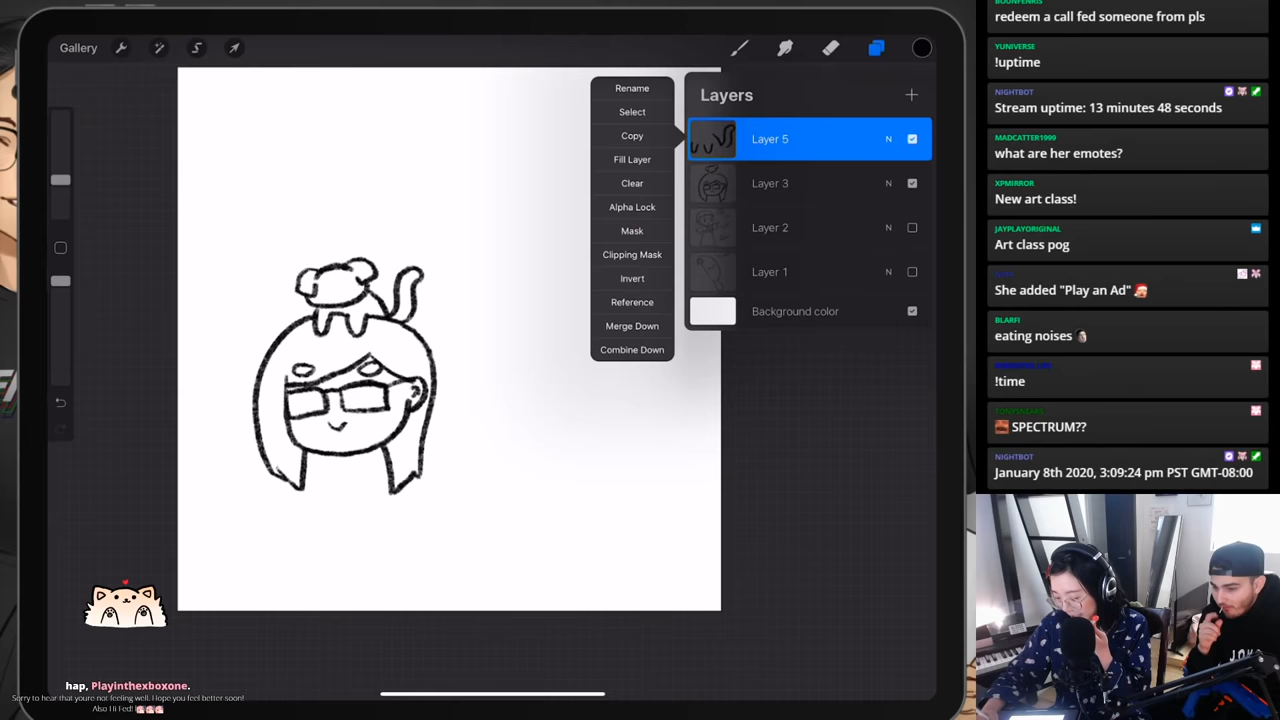 Gallery
Rename
Select
Copy
Fill Layer
Clear
Alpha Lock
Mask
Clipping Mask
Invert
Reference
Merge Down
Combine Down
Layers
Layer 5 N
Layer 3 N
Layer 2 N
Layer 1 N
Background color
redeem a call fed someone from pls
YUNIVERSE
!uptime
NIGHTBOT
Stream uptime: 13 minutes 48 seconds
MADCATTER1999
what are her emotes?
XPMIRROR
New art class!
JAYPLAYORIGINAL
Art class pog
She added "Play an Ad"
BLARFI
eating noises
!time
SPECTRUM??
NIGHTBOT
January 8th 2020, 3:09:24 pm PST GMT-08:00
hap, Playinthexboxone.
Sorry to hear that youre not feeling well. I hope you feel better soon!
Also Hi Fed!